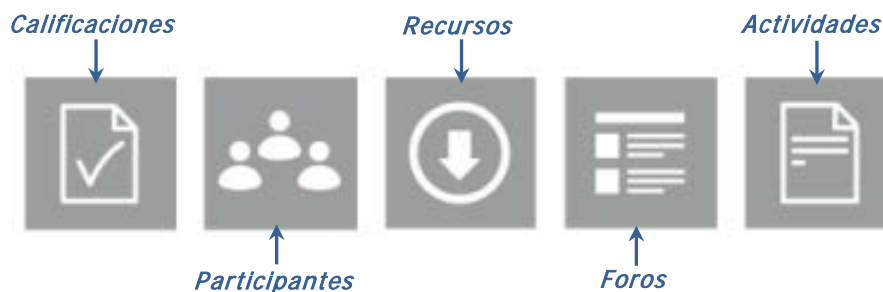 Calificaciones
Recursos
Actividades
Participantes
Foros